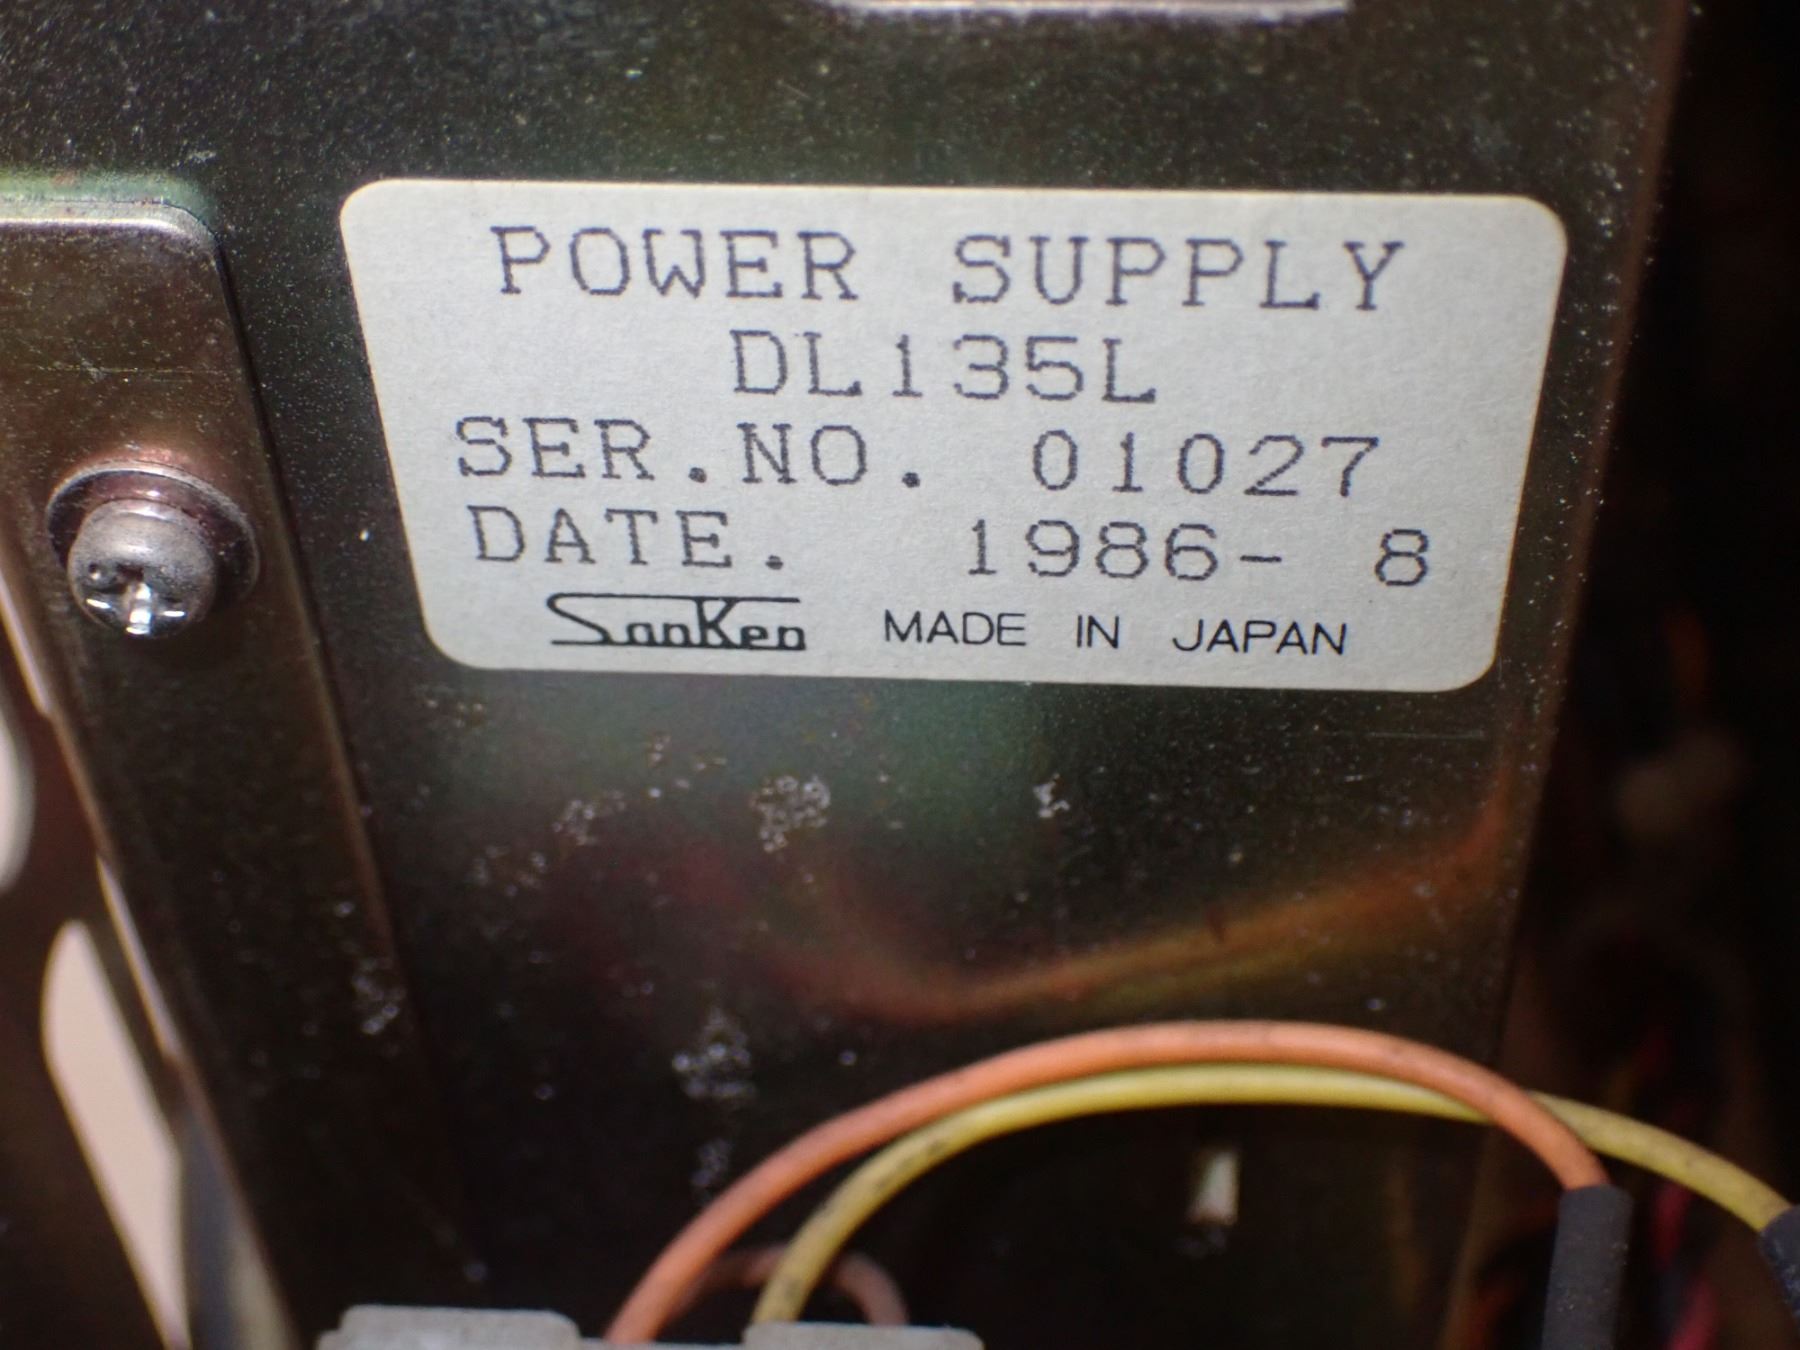 POWER SUPPLY
DL135L
SER.NO. 01027
DATE. 1986- 8
SanKen MADE IN JAPAN